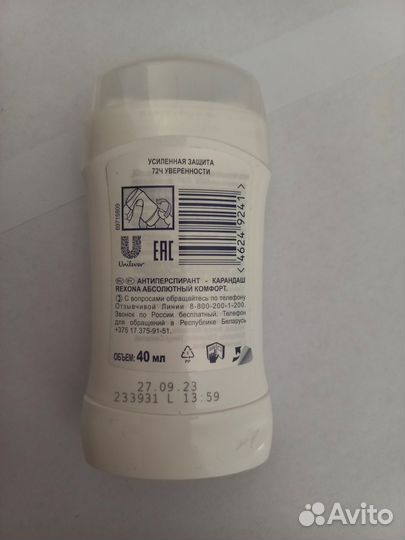 УСИЛЕННАЯ ЗАЩИТА
72Ч УВЕРЕННОСТИ
< 4624 9241 >
Unilever
EAC
АНТИПЕРСПИРАНТ - КАРАНДАШ
REXONA АБСОЛЮТНЫЙ КОМФОРТ.
С вопросами обращайтесь по телефону
Отзывчивой Линии 8-800-200-1-200.
Звонок по России бесплатный. Телефон
для обращений в Республике Беларусь
+375 17 375-91-51.
ОБЪЕМ: 40 мл
PP
27.09.23
233931 L 13:59
Avito